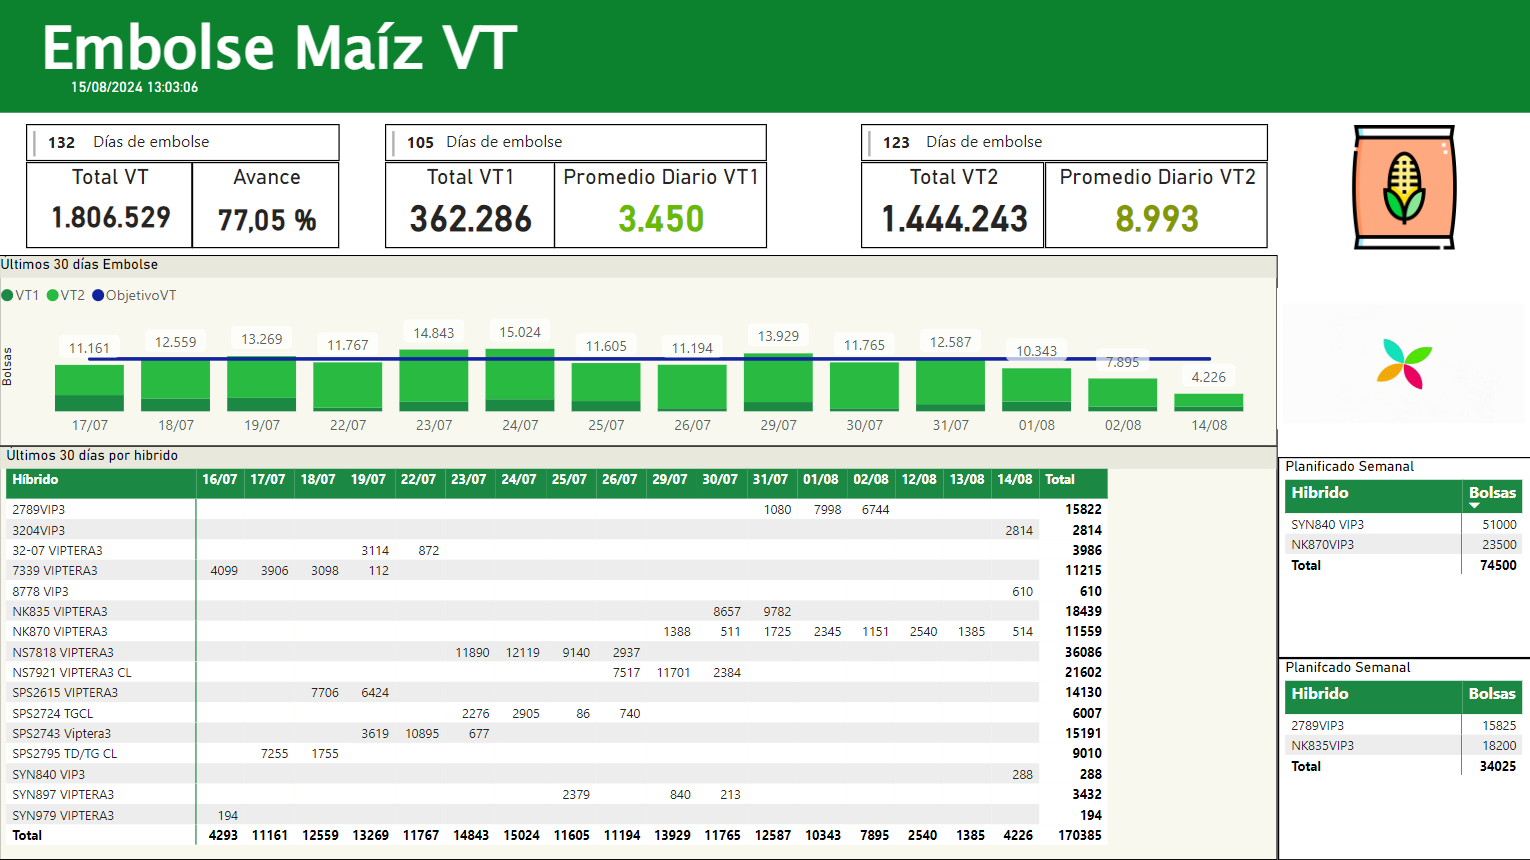 Embolse Maíz VT
15/08/2024 13:03:06
132 Días de embolse
Total VT Avance
1.806.529 77,05 %
105 Días de embolse
Total VT1 Promedio Diario VT1
362.286 3.450
123 Días de embolse
Total VT2 Promedio Diario VT2
1.444.243 8.993
Últimos 30 días Embolse
VT1 VT2 ObjetivoVT
Bolsas
11.161 12.559 13.269 11.767 14.843 15.024 11.605 11.194 13.929 11.765 12.587 10.343 7.895 4.226
17/07 18/07 19/07 22/07 23/07 24/07 25/07 26/07 29/07 30/07 31/07 01/08 02/08 14/08
Últimos 30 días por hibrido
Híbrido 16/07 17/07 18/07 19/07 22/07 23/07 24/07 25/07 26/07 29/07 30/07 31/07 01/08 02/08 12/08 13/08 14/08 Total
2789VIP3 1080 7998 6744 15822
3204VIP3 2814 2814
32-07 VIPTERA3 3114 872 3986
7339 VIPTERA3 4099 3906 3098 112 11215
8778 VIP3 610 610
NK835 VIPTERA3 8657 9782 18439
NK870 VIPTERA3 1388 511 1725 2345 1151 2540 1385 514 11559
NS7818 VIPTERA3 11890 12119 9140 2937 36086
NS7921 VIPTERA3 CL 7517 11701 2384 21602
SPS2615 VIPTERA3 7706 6424 14130
SPS2724 TGCL 2276 2905 86 740 6007
SPS2743 Viptera3 3619 10895 677 15191
SPS2795 TD/TG CL 7255 1755 9010
SYN840 VIP3 288 288
SYN897 VIPTERA3 2379 840 213 3432
SYN979 VIPTERA3 194 194
Total 4293 11161 12559 13269 11767 14843 15024 11605 11194 13929 11765 12587 10343 7895 2540 1385 4226 170385
Planificado Semanal
Hibrido Bolsas
SYN840 VIP3 51000
NK870VIP3 23500
Total 74500
Planifcado Semanal
Hibrido Bolsas
2789VIP3 15825
NK835VIP3 18200
Total 34025